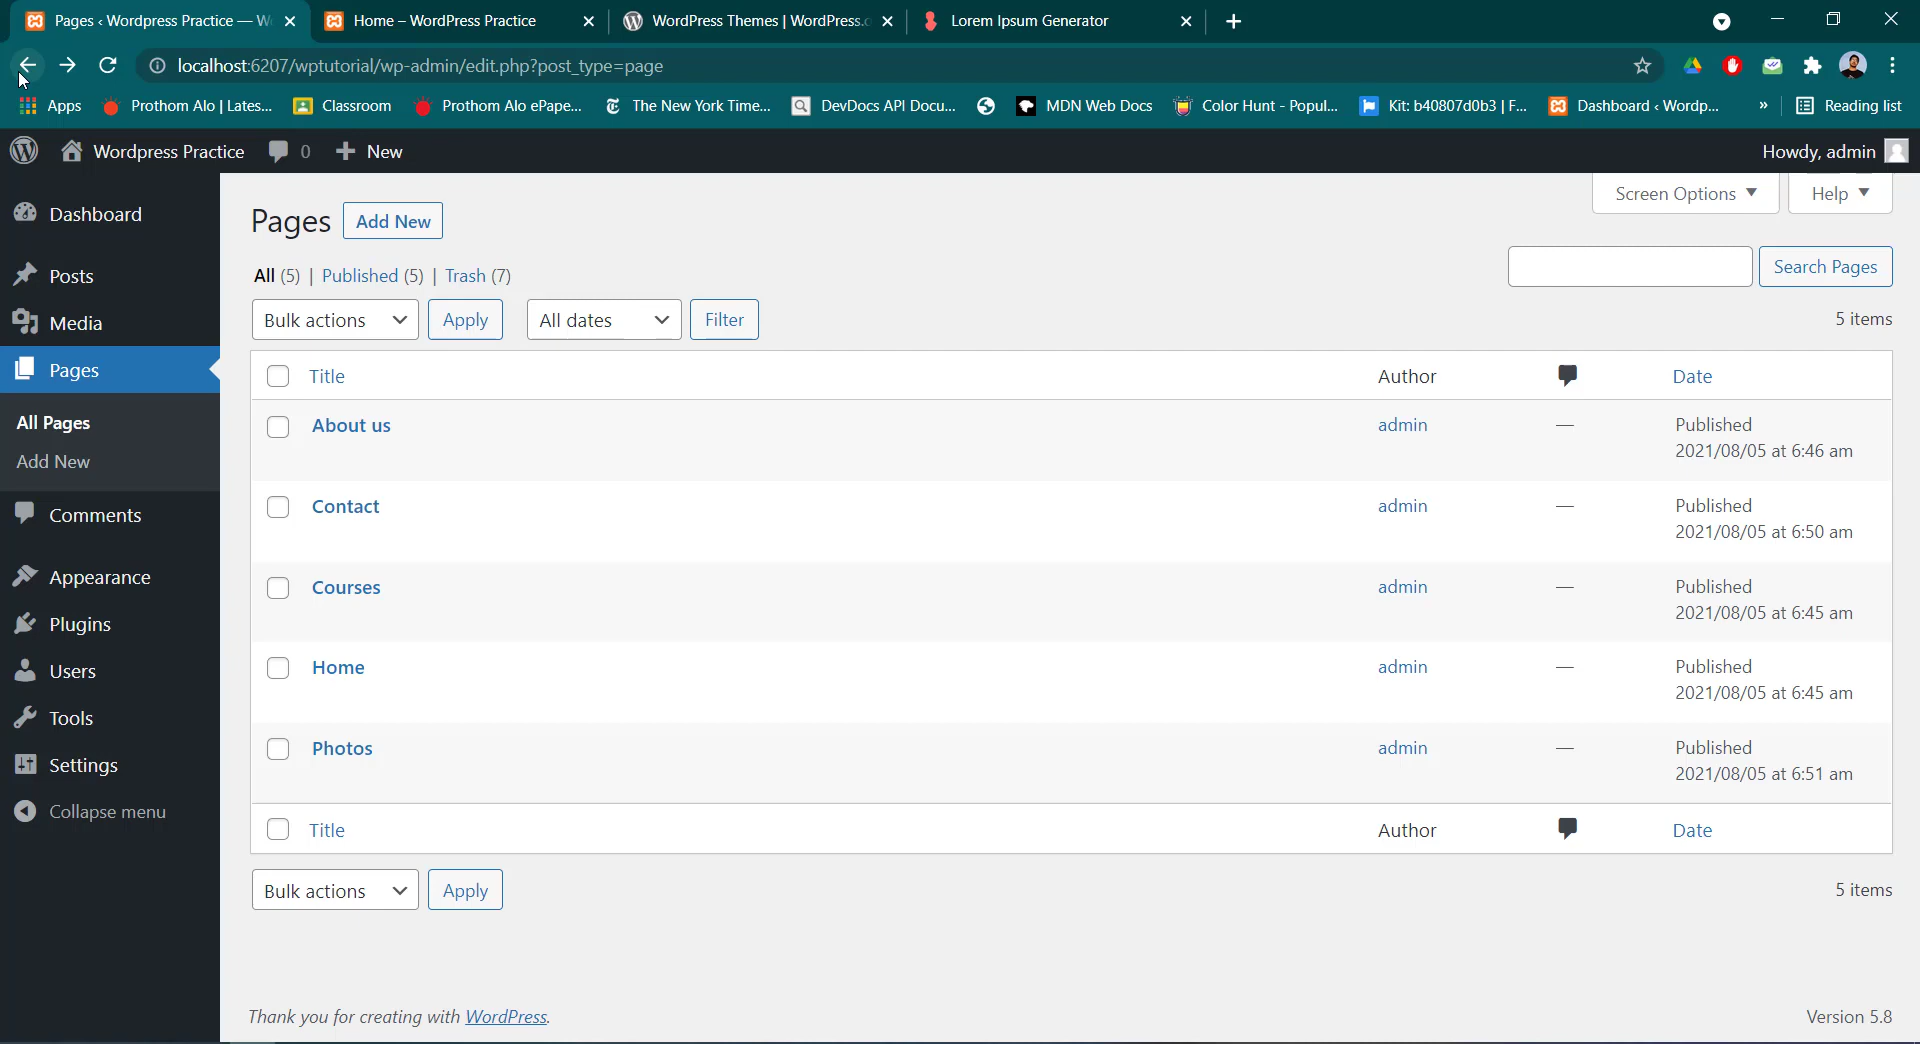 Pages ‹ Wordpress Practice — W
Home – WordPress Practice
WordPress Themes | WordPress.o
Lorem Ipsum Generator
localhost:6207/wptutorial/wp-admin/edit.php?post_type=page
Apps
Prothom Alo | Lates...
Classroom
Prothom Alo ePape...
The New York Time...
DevDocs API Docu...
MDN Web Docs
Color Hunt - Popul...
Kit: b40807d0b3 | F...
Dashboard ‹ Wordp...
»
Reading list
Wordpress Practice
0
New
Howdy, admin
Dashboard
Posts
Media
Pages
All Pages
Add New
Comments
Appearance
Plugins
Users
Tools
Settings
Collapse menu
Screen Options
Help
Pages
Add New
All (5) | Published (5) | Trash (7)
Search Pages
Bulk actions
Apply
All dates
Filter
5 items
Title Author Date
About us admin — Published
2021/08/05 at 6:46 am
Contact admin — Published
2021/08/05 at 6:50 am
Courses admin — Published
2021/08/05 at 6:45 am
Home admin — Published
2021/08/05 at 6:45 am
Photos admin — Published
2021/08/05 at 6:51 am
Title Author Date
Bulk actions
Apply
5 items
Thank you for creating with WordPress.
Version 5.8